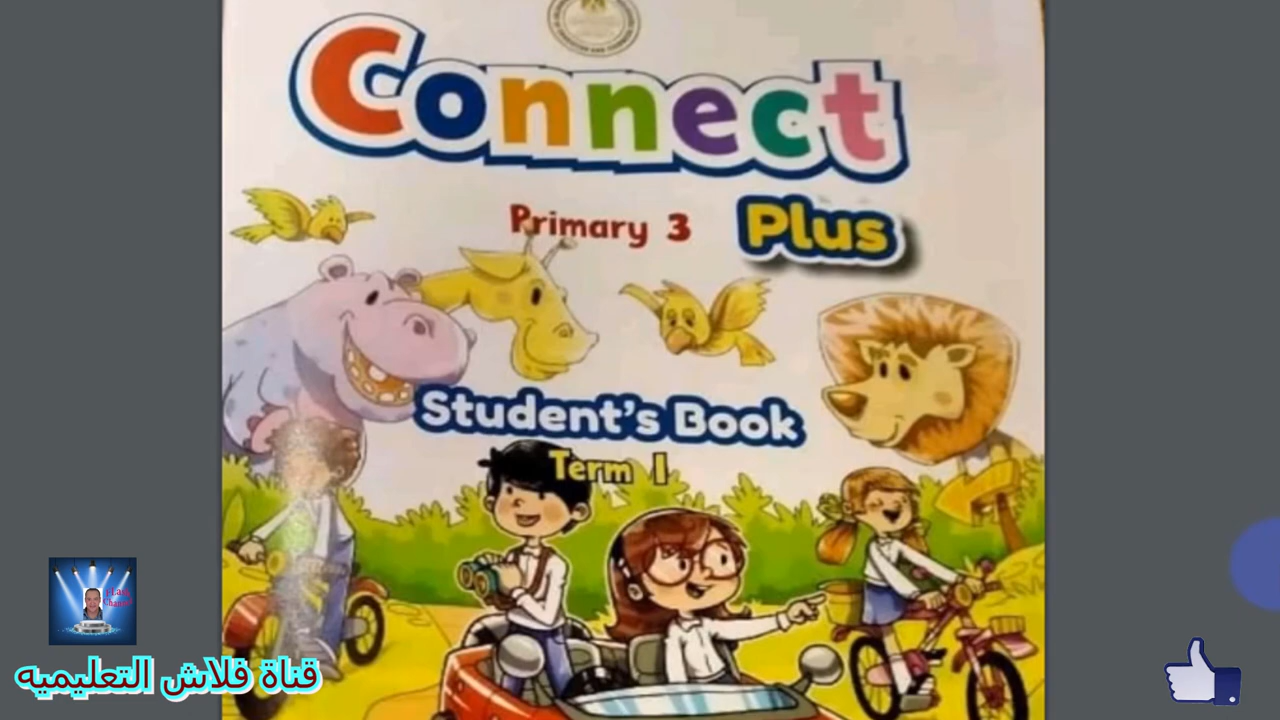 Connect
Primary 3
Plus
Student's Book
Term 1
قناة فلاش التعليميه